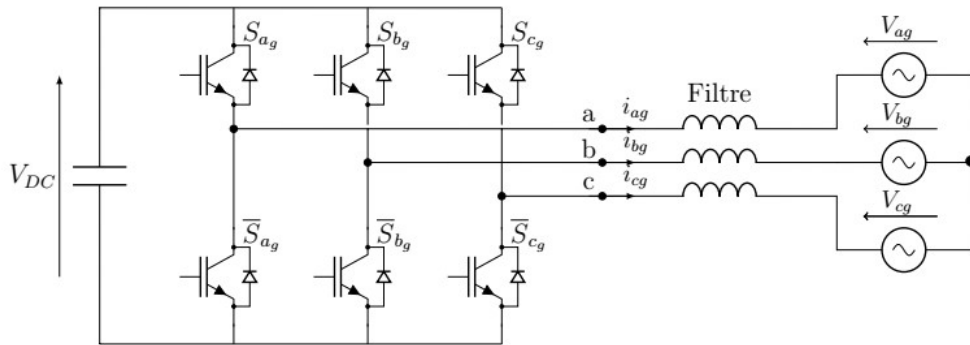 S_{a_g} S_{b_g} S_{c_g} V_{ag}
Filtre
a i_{ag} V_{bg}
b i_{bg}
V_{DC}
c i_{cg} V_{cg}
\overline{S}_{a_g} \overline{S}_{b_g} \overline{S}_{c_g}